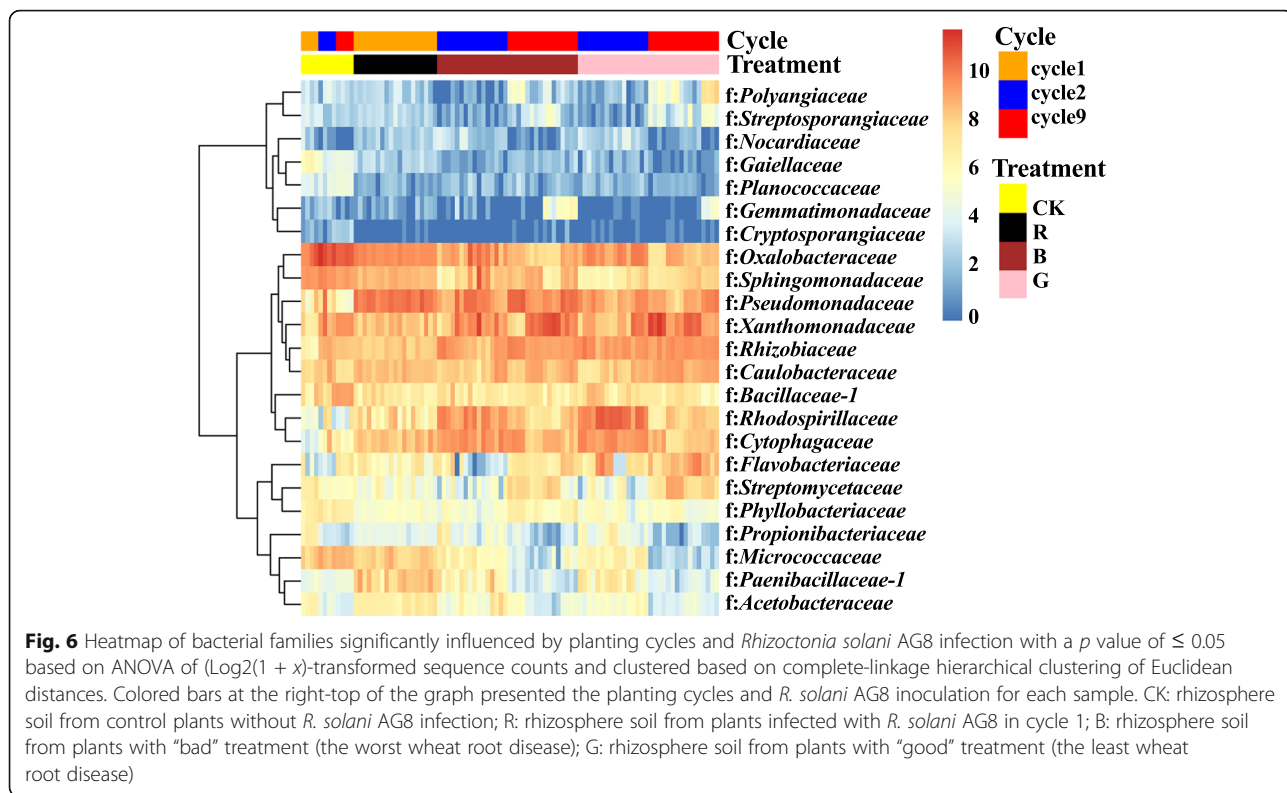 Cycle
Treatment
f:Polyangiaceae
f:Streptosporangiaceae
f:Nocardiaceae
f:Gaiellaceae
f:Planococcaceae
f:Gemmatimonadaceae
f:Cryptosporangiaceae
f:Oxalobacteraceae
f:Sphingomonadaceae
f:Pseudomonadaceae
f:Xanthomonadaceae
f:Rhizobiaceae
f:Caulobacteraceae
f:Bacillaceae-1
f:Rhodospirillaceae
f:Cytophagaceae
f:Flavobacteriaceae
f:Streptomycetaceae
f:Phyllobacteriaceae
f:Propionibacteriaceae
f:Micrococcaceae
f:Paenibacillaceae-1
f:Acetobacteraceae
10
8
6
4
2
0
Cycle
cycle1
cycle2
cycle9
Treatment
CK
R
B
G
Fig. 6 Heatmap of bacterial families significantly influenced by planting cycles and Rhizoctonia solani AG8 infection with a p value of ≤ 0.05
based on ANOVA of (Log2(1 + x)-transformed sequence counts and clustered based on complete-linkage hierarchical clustering of Euclidean
distances. Colored bars at the right-top of the graph presented the planting cycles and R. solani AG8 inoculation for each sample. CK: rhizosphere
soil from control plants without R. solani AG8 infection; R: rhizosphere soil from plants infected with R. solani AG8 in cycle 1; B: rhizosphere soil
from plants with “bad” treatment (the worst wheat root disease); G: rhizosphere soil from plants with “good” treatment (the least wheat
root disease)